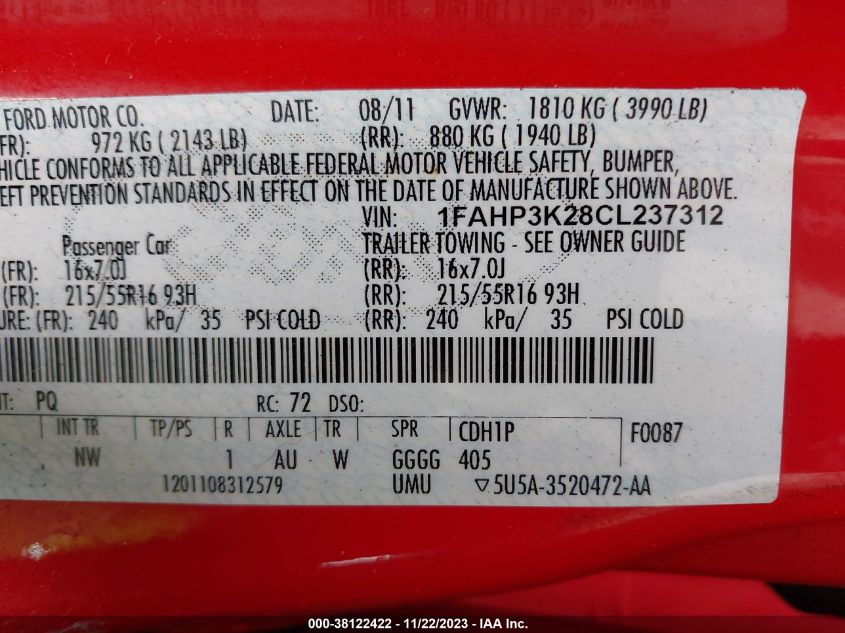 FORD MOTOR CO. DATE: 08/11 GVWR: 1810 KG ( 3990 LB)
FR): 972 KG ( 2143 LB) (RR): 880 KG ( 1940 LB)
HICLE CONFORMS TO ALL APPLICABLE FEDERAL MOTOR VEHICLE SAFETY, BUMPER,
EFT PREVENTION STANDARDS IN EFFECT ON THE DATE OF MANUFACTURE SHOWN ABOVE.
VIN: 1FAHP3K28CL237312
Passenger Car TRAILER TOWING - SEE OWNER GUIDE
(FR): 16x7.0J (RR): 16x7.0J
(FR): 215/55R16 93H (RR): 215/55R16 93H
URE: (FR): 240 kPa/ 35 PSI COLD (RR): 240 kPa/ 35 PSI COLD
T: PQ RC: 72 DSO:
INT TR TP/PS R AXLE TR SPR CDH1P F0087
NW 1 AU W GGGG 405
1201108312579 UMU ▽5U5A-3520472-AA
000-38122422 - 11/22/2023 - Copyright © IAA, Inc.